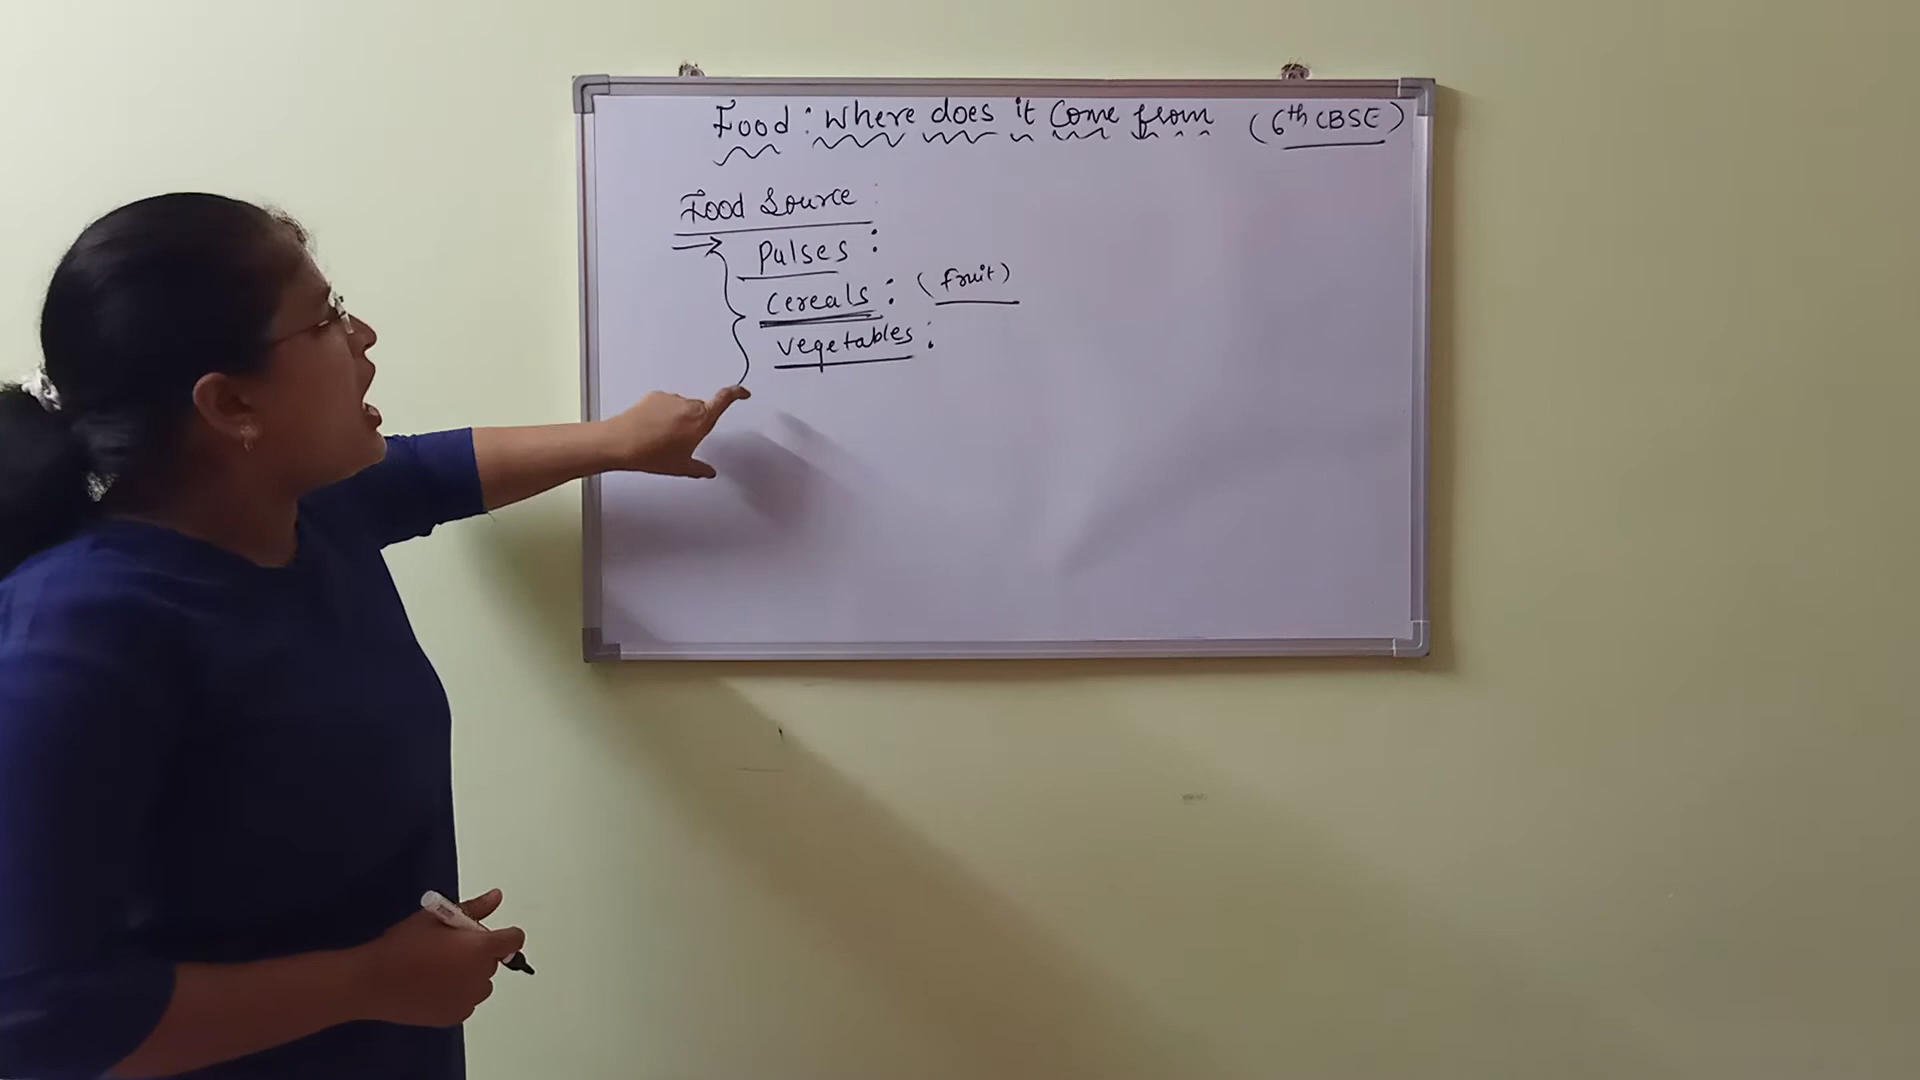 Food : Where does it Come from (6th CBSE)
Food Source :
Pulses :
Cereals : (fruit)
Vegetables :